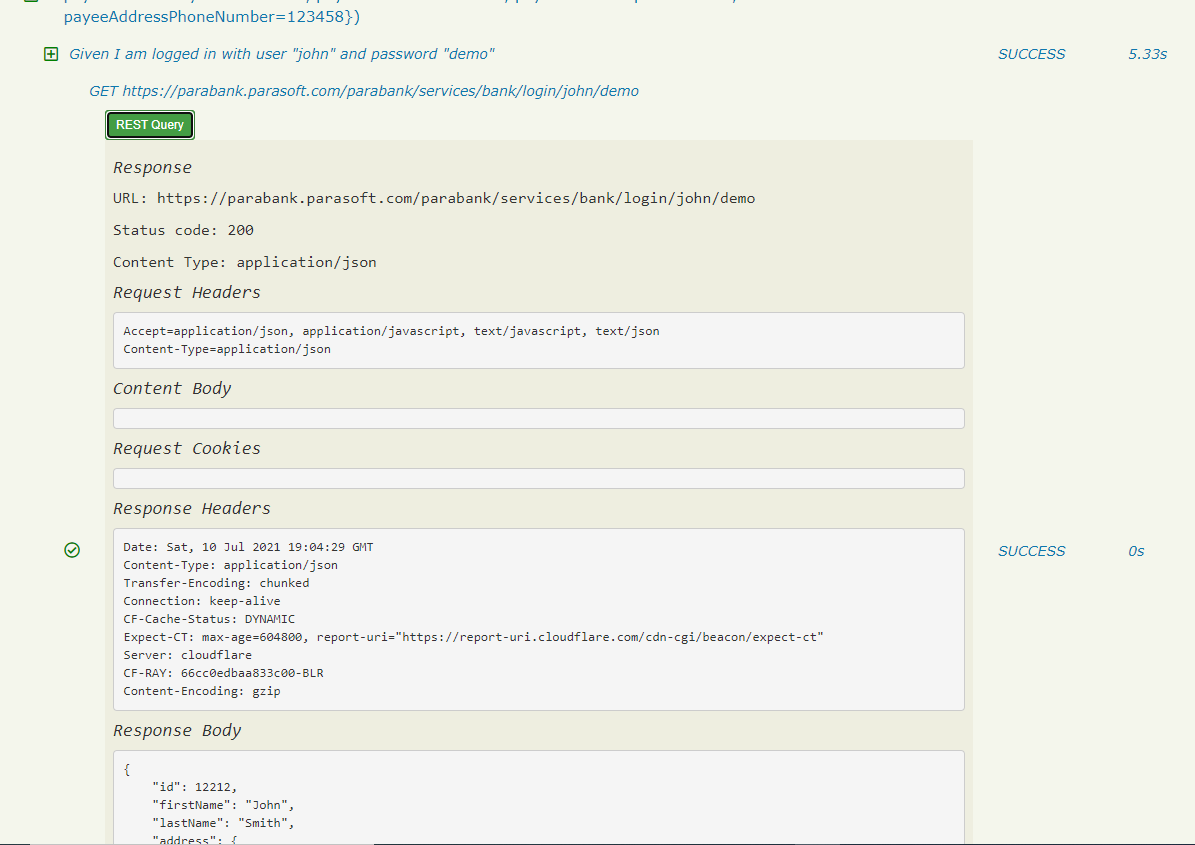 payeeAddressPhoneNumber=123458})
Given I am logged in with user "john" and password "demo" SUCCESS 5.33s
GET https://parabank.parasoft.com/parabank/services/bank/login/john/demo
REST Query
Response
URL: https://parabank.parasoft.com/parabank/services/bank/login/john/demo
Status code: 200
Content Type: application/json
Request Headers
Accept=application/json, application/javascript, text/javascript, text/json
Content-Type=application/json
Content Body
Request Cookies
Response Headers
Date: Sat, 10 Jul 2021 19:04:29 GMT
SUCCESS 0s
Content-Type: application/json
Transfer-Encoding: chunked
Connection: keep-alive
CF-Cache-Status: DYNAMIC
Expect-CT: max-age=604800, report-uri="https://report-uri.cloudflare.com/cdn-cgi/beacon/expect-ct"
Server: cloudflare
CF-RAY: 66cc0edbaa833c00-BLR
Content-Encoding: gzip
Response Body
{
"id": 12212,
"firstName": "John",
"lastName": "Smith",
"address": {